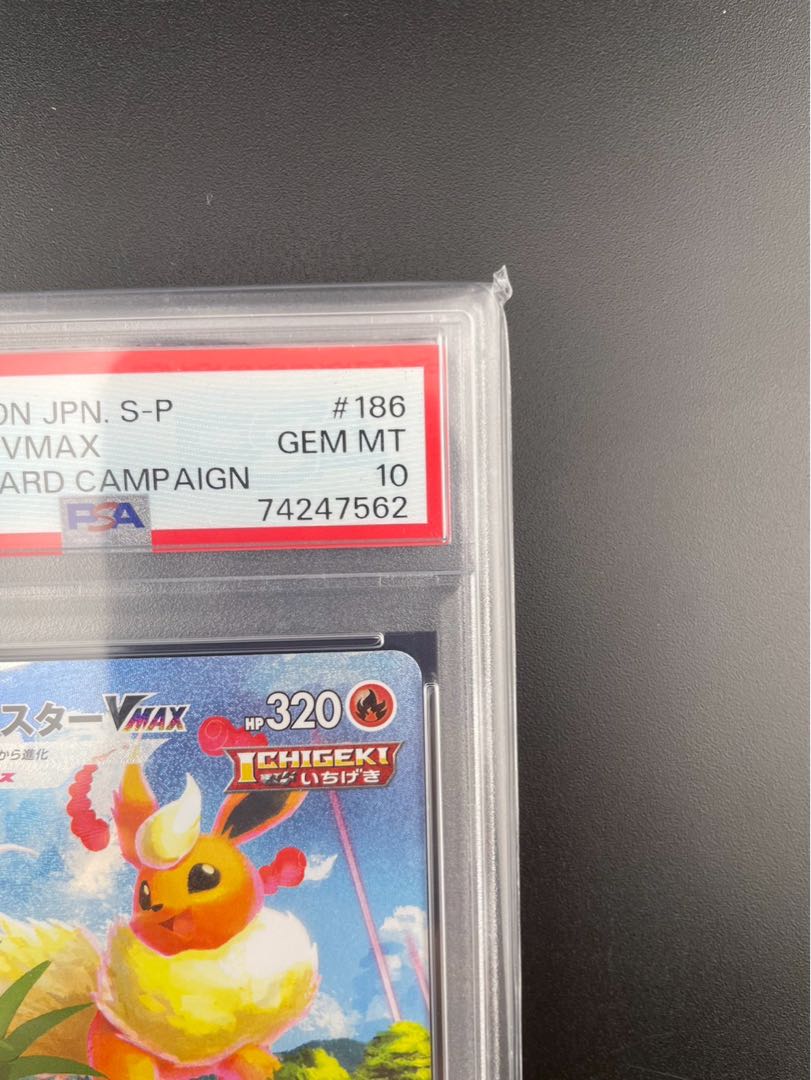 ON JPN. S-P #186
VMAX GEM MT
ARD CAMPAIGN 10
PSA 74247562
スターVMAX HP320
から進化
ズ
ICHIGEKI
いちげき